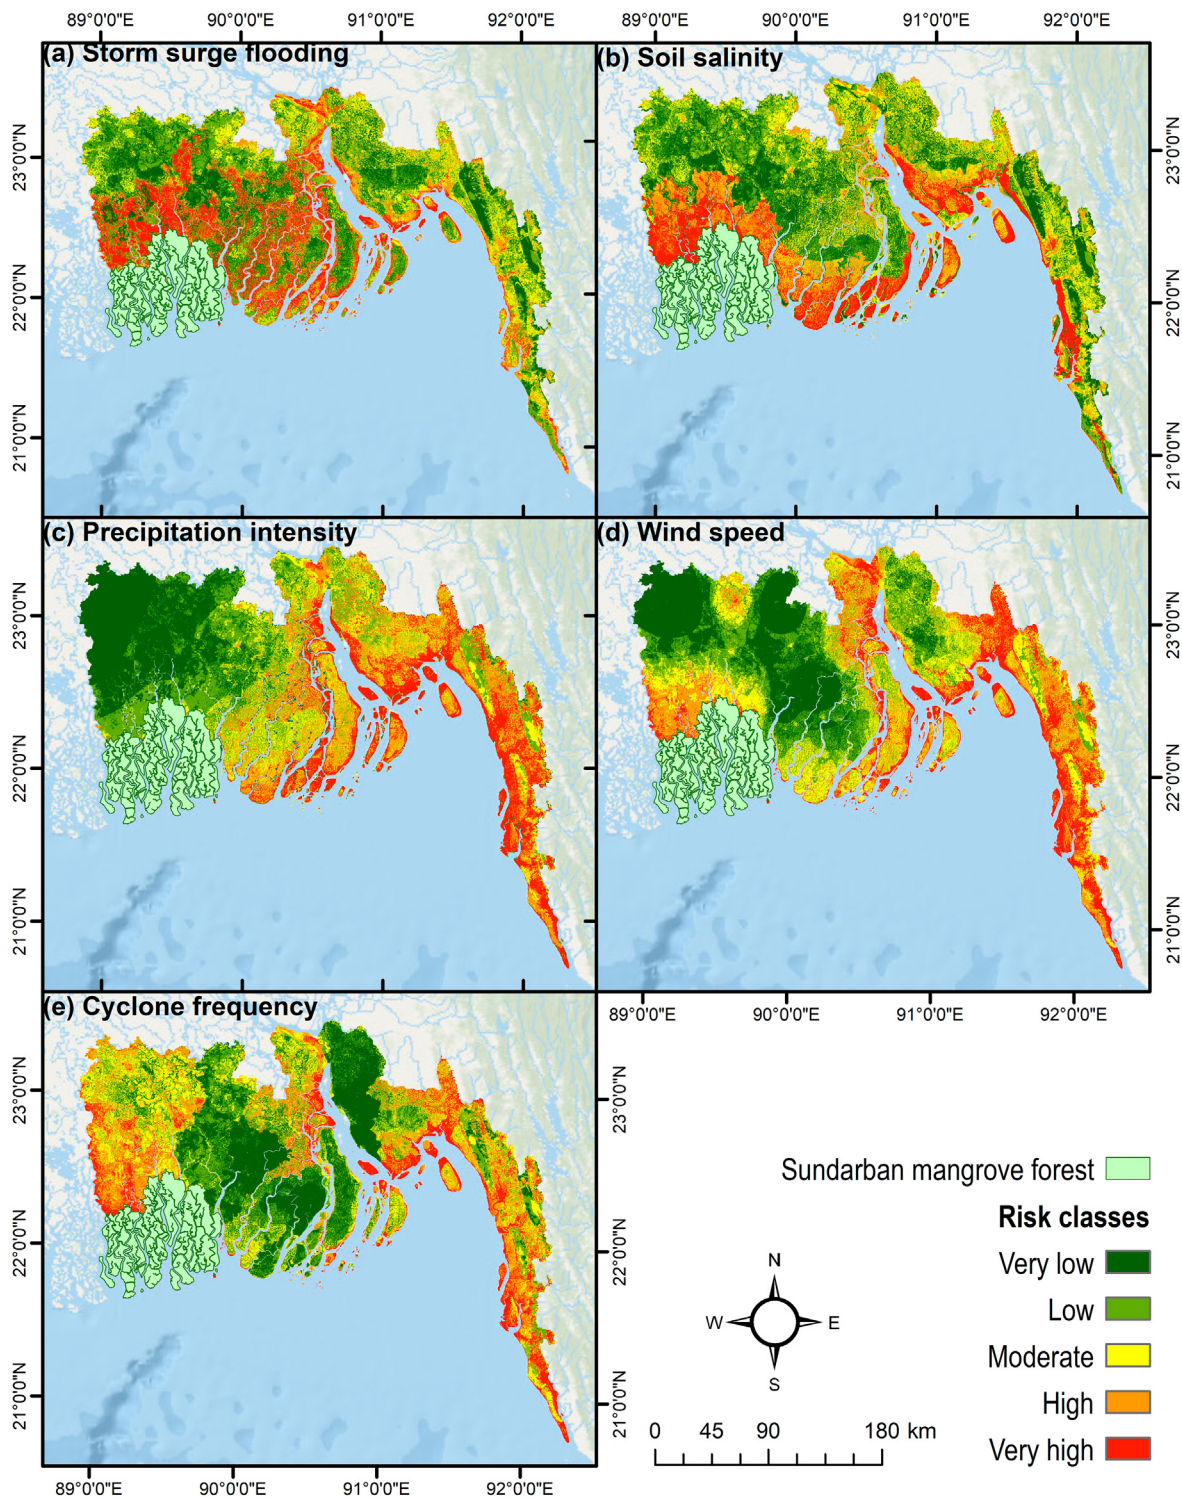 89°0'0"E 90°0'0"E 91°0'0"E 92°0'0"E 89°0'0"E 90°0'0"E 91°0'0"E 92°0'0"E
(a) Storm surge flooding
(b) Soil salinity
23°0'0"N
22°0'0"N
21°0'0"N
23°0'0"N
22°0'0"N
21°0'0"N
(c) Precipitation intensity
(d) Wind speed
23°0'0"N
22°0'0"N
21°0'0"N
23°0'0"N
22°0'0"N
21°0'0"N
(e) Cyclone frequency
89°0'0"E 90°0'0"E 91°0'0"E 92°0'0"E
23°0'0"N
22°0'0"N
21°0'0"N
23°0'0"N
22°0'0"N
21°0'0"N
Sundarban mangrove forest
Risk classes
Very low
Low
Moderate
High
Very high
N
W E
S
0 45 90 180 km
89°0'0"E 90°0'0"E 91°0'0"E 92°0'0"E